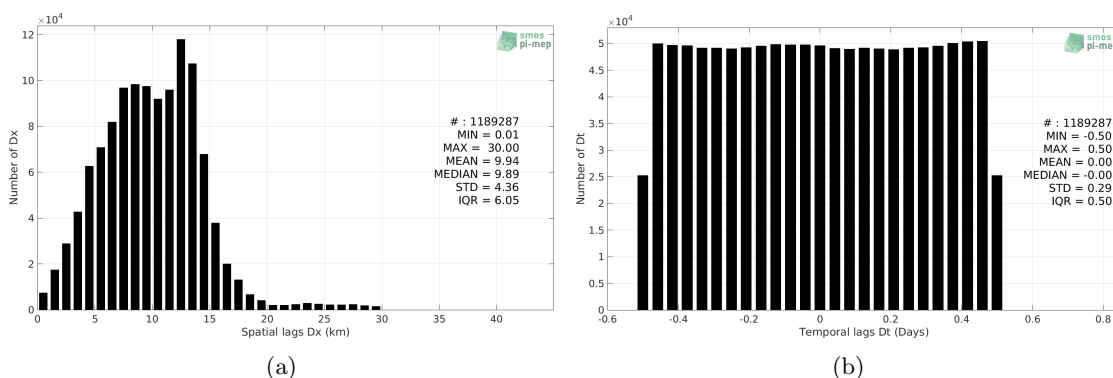 ×10⁴
smos
pi-mep
12
10
8
6
4
2
0
Number of Dx
# : 1189287
MIN = 0.01
MAX = 30.00
MEAN = 9.94
MEDIAN = 9.89
STD = 4.36
IQR = 6.05
0 5 10 15 20 25 30 35 40
Spatial lags Dx (km)
(a)
×10⁴
smos
pi-mep
5
4.5
4
3.5
3
2.5
2
1.5
1
0.5
0
Number of Dt
# : 1189287
MIN = -0.50
MAX = 0.50
MEAN = 0.00
MEDIAN = -0.00
STD = 0.29
IQR = 0.50
-0.6 -0.4 -0.2 0 0.2 0.4 0.6 0.8
Temporal lags Dt (Days)
(b)